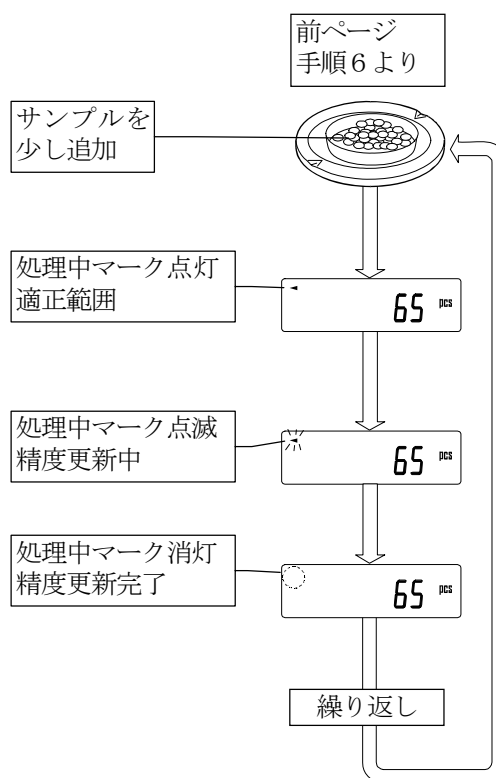 前ページ
手順６より
サンプルを
少し追加
処理中マーク点灯
適正範囲
65 pcs
処理中マーク点滅
精度更新中
65 pcs
処理中マーク消灯
精度更新完了
65 pcs
繰り返し